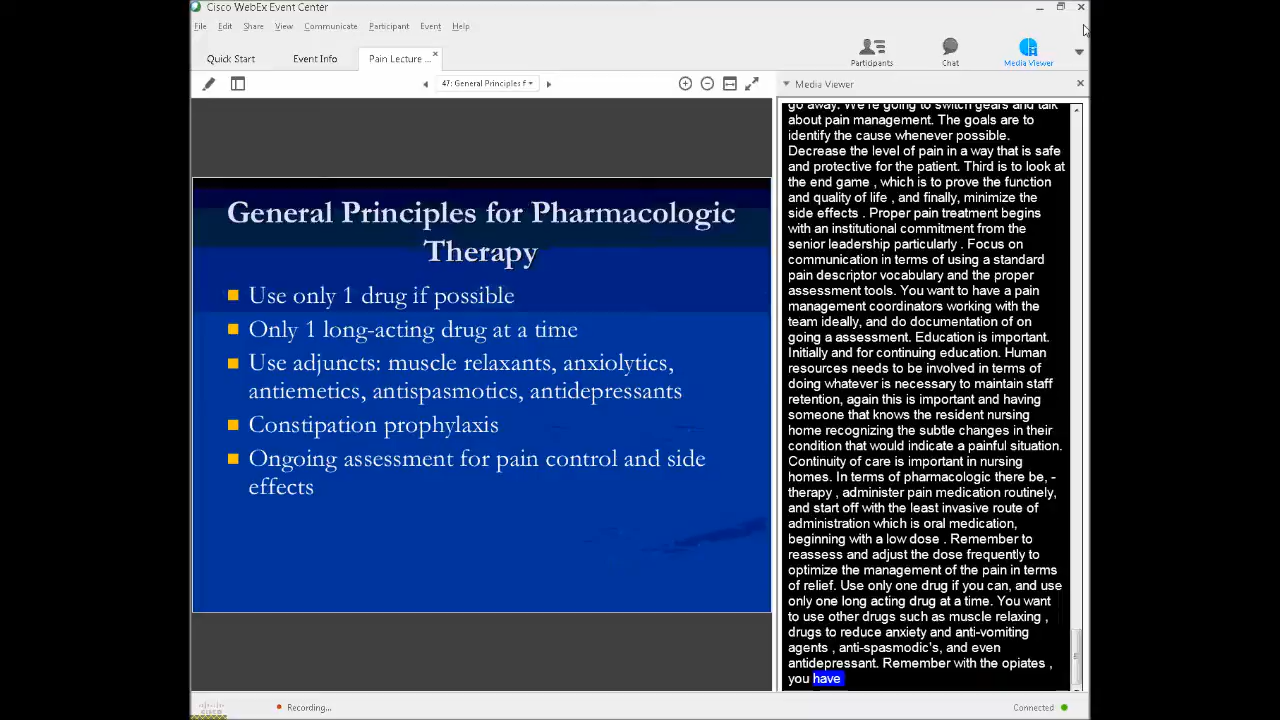 Cisco WebEx Event Center
File Edit Share View Communicate Participant Event Help
Quick Start Event Info Pain Lecture ...
Participants Chat Media Viewer
47: General Principles f
Media Viewer
General Principles for Pharmacologic
Therapy
Use only 1 drug if possible
Only 1 long-acting drug at a time
Use adjuncts: muscle relaxants, anxiolytics,
antiemetics, antispasmotics, antidepressants
Constipation prophylaxis
Ongoing assessment for pain control and side
effects
go away. We're going to switch gears and talk
about pain management. The goals are to
identify the cause whenever possible.
Decrease the level of pain in a way that is safe
and protective for the patient. Third is to look at
the end game , which is to prove the function
and quality of life , and finally, minimize the
side effects . Proper pain treatment begins
with an institutional commitment from the
senior leadership particularly . Focus on
communication in terms of using a standard
pain descriptor vocabulary and the proper
assessment tools. You want to have a pain
management coordinators working with the
team ideally, and do documentation of on
going a assessment. Education is important.
Initially and for continuing education. Human
resources needs to be involved in terms of
doing whatever is necessary to maintain staff
retention, again this is important and having
someone that knows the resident nursing
home recognizing the subtle changes in their
condition that would indicate a painful situation.
Continuity of care is important in nursing
homes. In terms of pharmacologic there be, -
therapy , administer pain medication routinely,
and start off with the least invasive route of
administration which is oral medication,
beginning with a low dose . Remember to
reassess and adjust the dose frequently to
optimize the management of the pain in terms
of relief. Use only one drug if you can, and use
only one long acting drug at a time. You want
to use other drugs such as muscle relaxing ,
drugs to reduce anxiety and anti-vomiting
agents , anti-spasmodic's, and even
antidepressant. Remember with the opiates ,
you have
Recording...
Connected